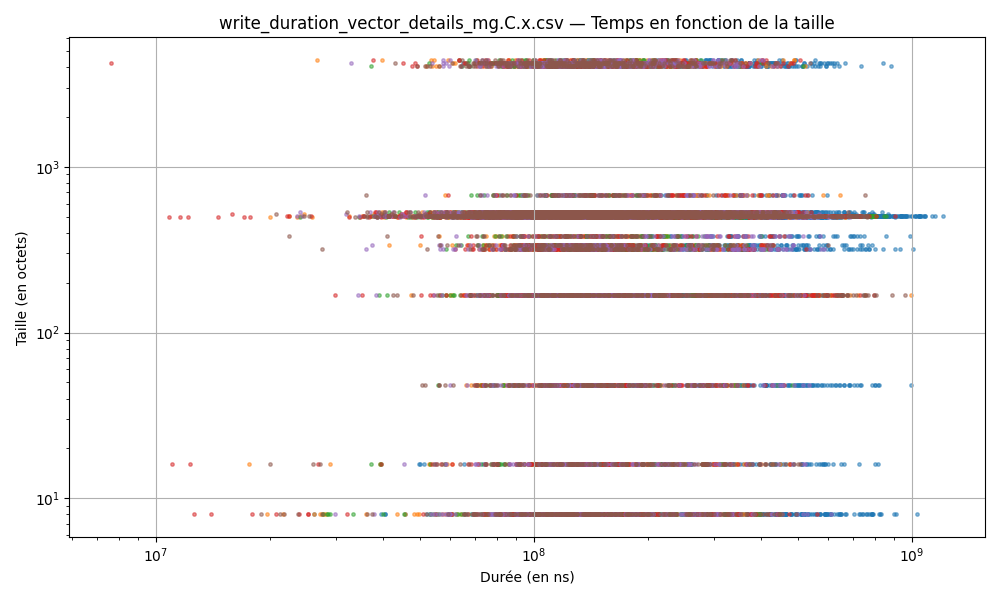 write_duration_vector_details_mg.C.x.csv — Temps en fonction de la taille
Taille (en octets)
10³
10²
10¹
10⁷ 10⁸ 10⁹
Durée (en ns)